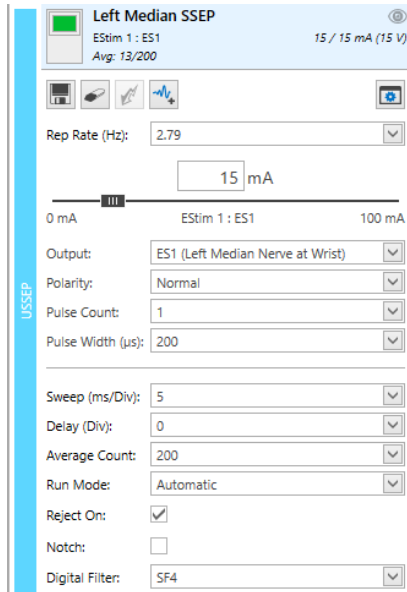 Left Median SSEP
EStim 1 : ES1 15 / 15 mA (15 V)
Avg: 13/200
Rep Rate (Hz): 2.79
15 mA
0 mA EStim 1 : ES1 100 mA
Output: ES1 (Left Median Nerve at Wrist)
Polarity: Normal
Pulse Count: 1
Pulse Width (µs): 200
USSEP
Sweep (ms/Div): 5
Delay (Div): 0
Average Count: 200
Run Mode: Automatic
Reject On:
Notch:
Digital Filter: SF4